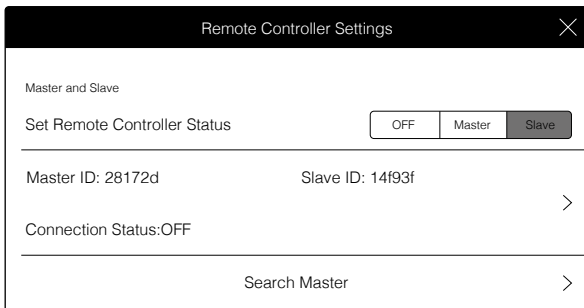 Remote Controller Settings
Master and Slave
Set Remote Controller Status OFF Master Slave
Master ID: 28172d Slave ID: 14f93f
Connection Status:OFF
Search Master